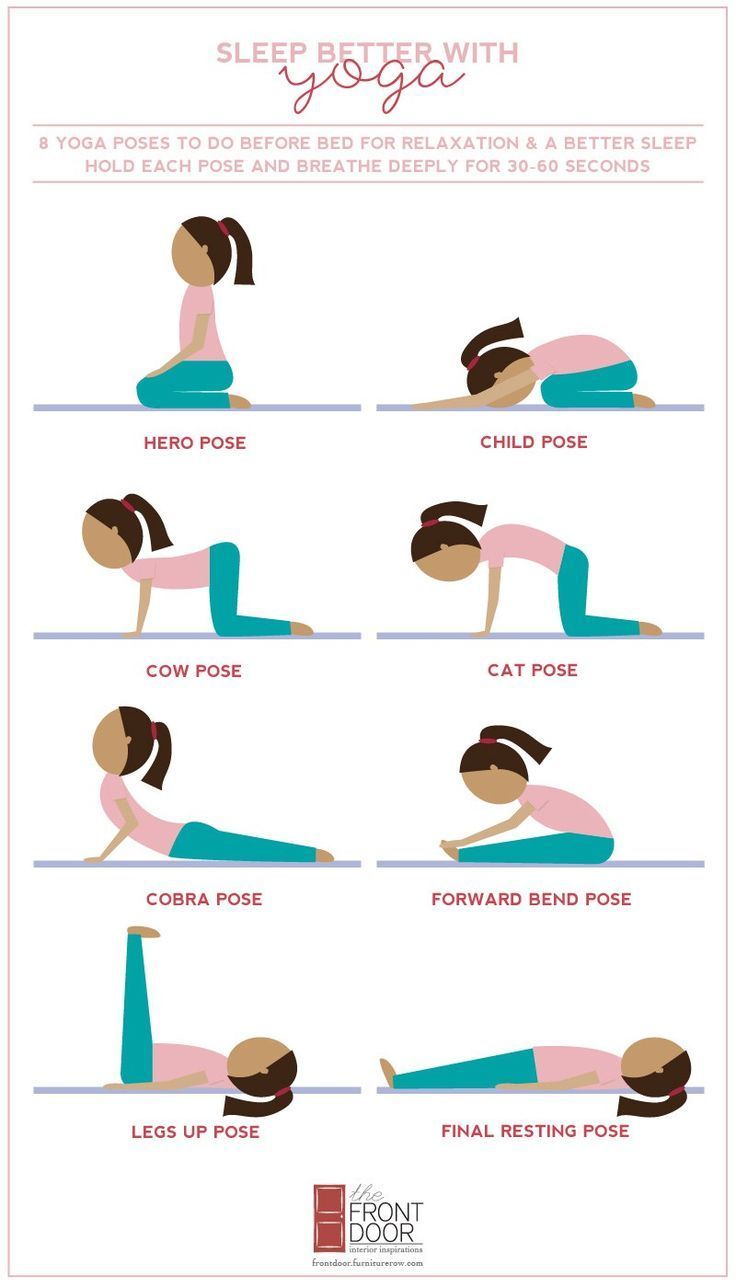 SLEEP BETTER WITH
yoga
8 YOGA POSES TO DO BEFORE BED FOR RELAXATION & A BETTER SLEEP
HOLD EACH POSE AND BREATHE DEEPLY FOR 30-60 SECONDS
HERO POSE
CHILD POSE
COW POSE
CAT POSE
COBRA POSE
FORWARD BEND POSE
LEGS UP POSE
FINAL RESTING POSE
the
FRONT
DOOR
interior inspirations
frontdoor.furniturerow.com